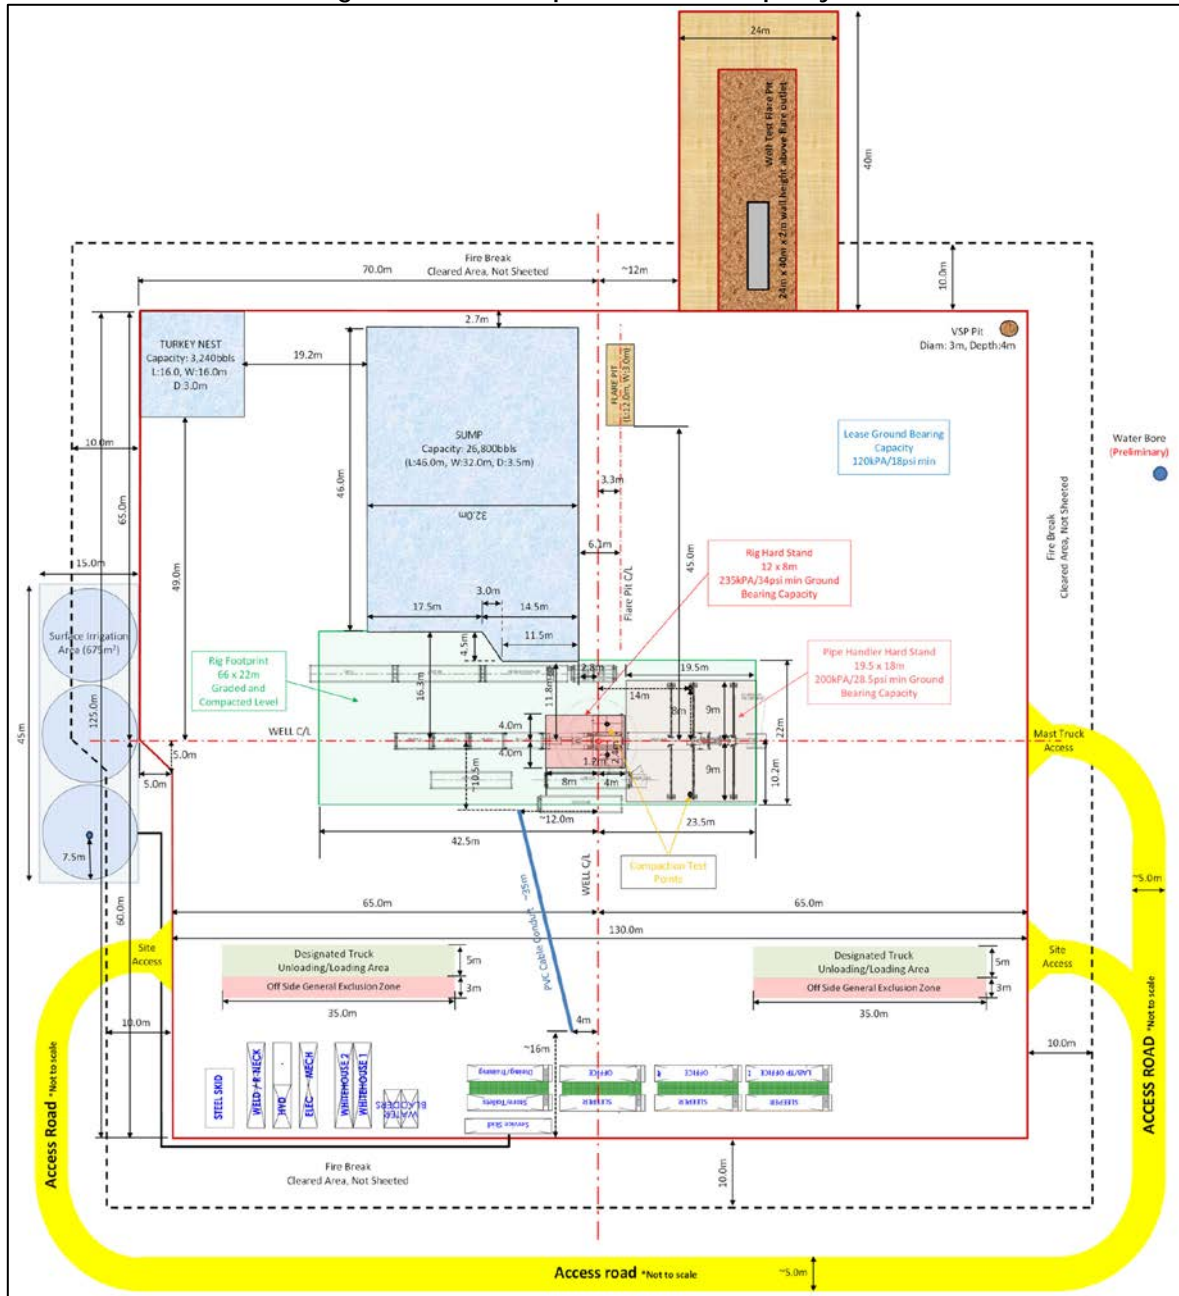 24m
Well Test Flare Pit
24m x 40m x 2m wall height above flare outlet
40m
Fire Break
Cleared Area, Not Sheeted
70.0m
~12m
10.0m
2.7m
TURKEY NEST
Capacity: 3,240bbls
L:16.0, W:16.0m
D:3.0m
19.2m
VSP Pit
Diam: 3m, Depth:4m
FLARE PIT
(L:12.0m, W:3.0m)
SUMP
Capacity: 26,800bbls
(L:46.0m, W:32.0m, D:3.5m)
Lease Ground Bearing
Capacity
120kPA/18psi min
Water Bore
(Preliminary)
10.0m
46.0m
65.0m
32.0m
3.3m
Fire Break
Cleared Area, Not Sheeted
6.1m
45.0m
Rig Hard Stand
12 x 8m
235kPA/34psi min Ground
Bearing Capacity
15.0m
49.0m
Flare Pit C/L
3.0m
17.5m
14.5m
11.5m
4.5m
Surface Irrigation
Area (675m²)
Rig Footprint
66 x 22m
Graded and
Compacted Level
Pipe Handler Hard Stand
19.5 x 18m
200kPA/28.5psi min Ground
Bearing Capacity
16.3m
11.8m
2.8m
19.5m
14m
8m
9m
22m
125.0m
45m
WELL C/L
4.0m
4.0m
Mast Truck
Access
5.0m
5.0m
~10.5m
8m
4m
9m
10.2m
~12.0m
42.5m
23.5m
7.5m
Compaction Test
Points
WELL C/L
~35m
PVC Cable Conduit
60.0m
~5.0m
65.0m
65.0m
130.0m
Site
Access
Designated Truck
Unloading/Loading Area
5m
Off Side General Exclusion Zone
3m
35.0m
Designated Truck
Unloading/Loading Area
5m
Off Side General Exclusion Zone
3m
35.0m
Site
Access
10.0m
4m
~16m
10.0m
Access Road *Not to scale
ACCESS ROAD *Not to scale
STEEL SKID
WELD / R-NECK
HYD
ELEC
MECH
WHITEHOUSE 2
WHITEHOUSE 1
WATER
BLADDERS
Dining/Training
OFFICE
OFFICE
LAB/TP OFFICE
Store/Toilets
SLEEPER
SLEEPER
SLEEPER
Service Skid
Fire Break
Cleared Area, Not Sheeted
10.0m
Access road *Not to scale
~5.0m